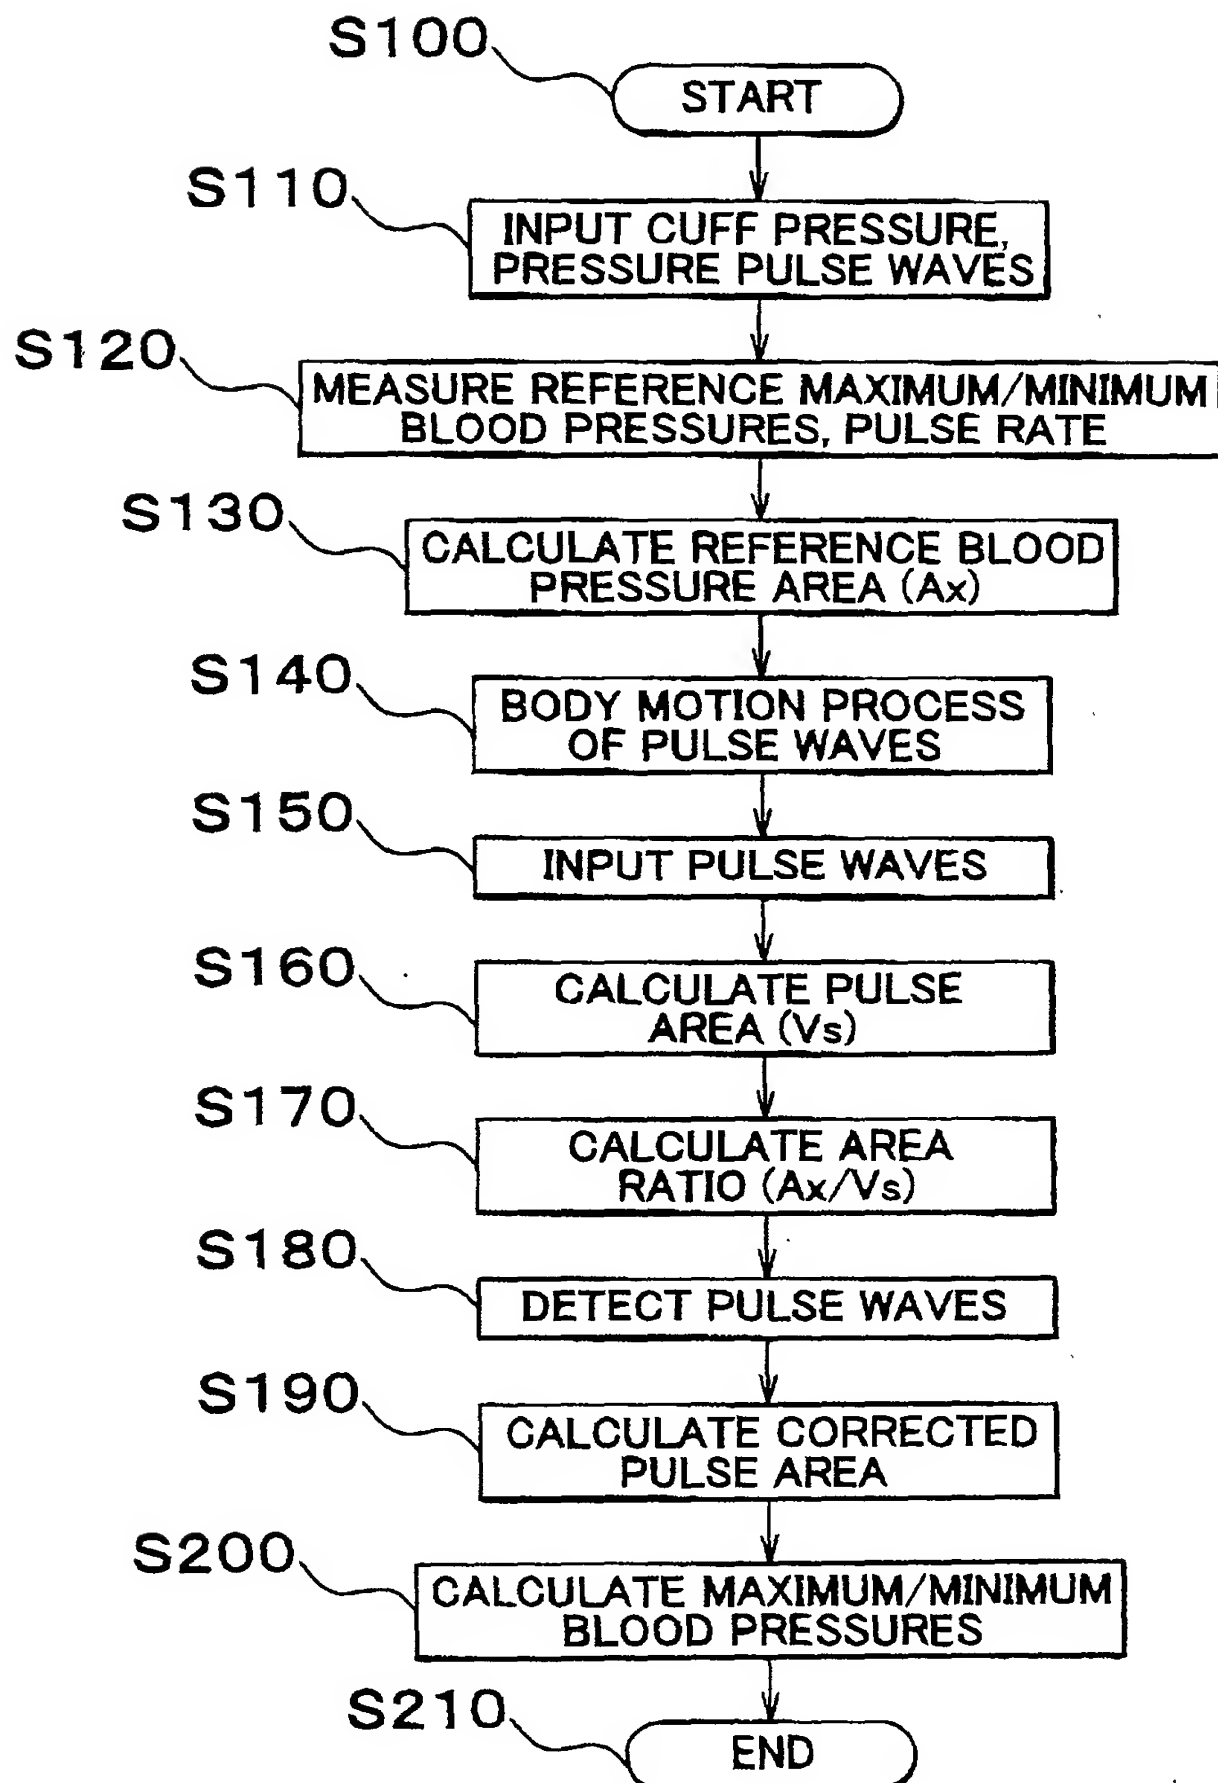 S100
START
S110
INPUT CUFF PRESSURE,
PRESSURE PULSE WAVES
S120
MEASURE REFERENCE MAXIMUM/MINIMUM
BLOOD PRESSURES, PULSE RATE
S130
CALCULATE REFERENCE BLOOD
PRESSURE AREA (Ax)
S140
BODY MOTION PROCESS
OF PULSE WAVES
S150
INPUT PULSE WAVES
S160
CALCULATE PULSE
AREA (Vs)
S170
CALCULATE AREA
RATIO (Ax/Vs)
S180
DETECT PULSE WAVES
S190
CALCULATE CORRECTED
PULSE AREA
S200
CALCULATE MAXIMUM/MINIMUM
BLOOD PRESSURES
S210
END